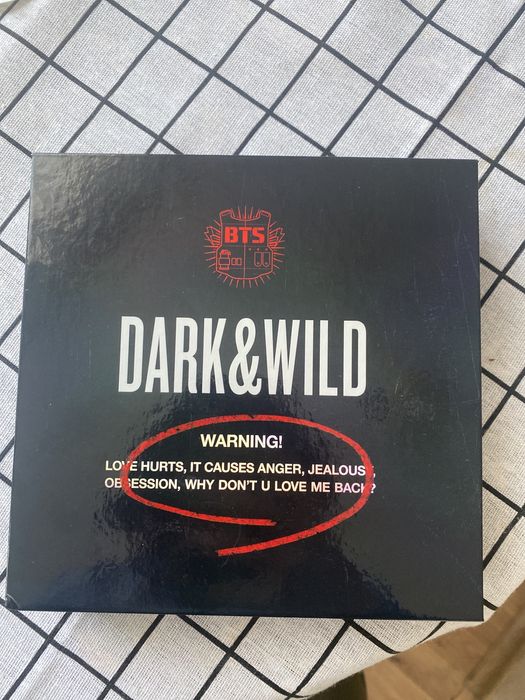 BTS
DARK&WILD
WARNING!
LOVE HURTS, IT CAUSES ANGER, JEALOUSY,
OBSESSION, WHY DON'T U LOVE ME BACK?